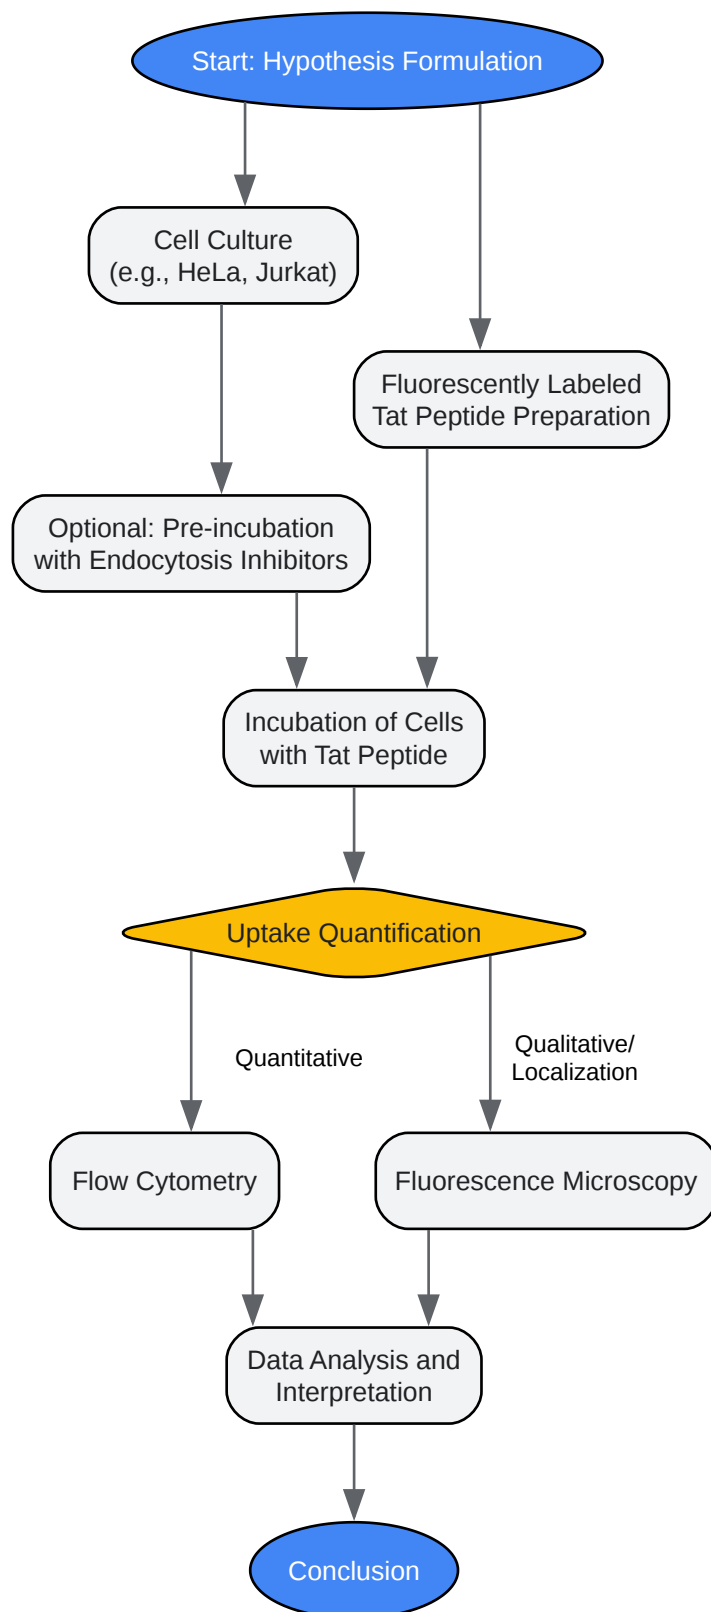 Start: Hypothesis Formulation
Cell Culture
(e.g., HeLa, Jurkat)
Fluorescently Labeled
Tat Peptide Preparation
Optional: Pre-incubation
with Endocytosis Inhibitors
Incubation of Cells
with Tat Peptide
Uptake Quantification
Quantitative
Qualitative/
Localization
Flow Cytometry
Fluorescence Microscopy
Data Analysis and
Interpretation
Conclusion